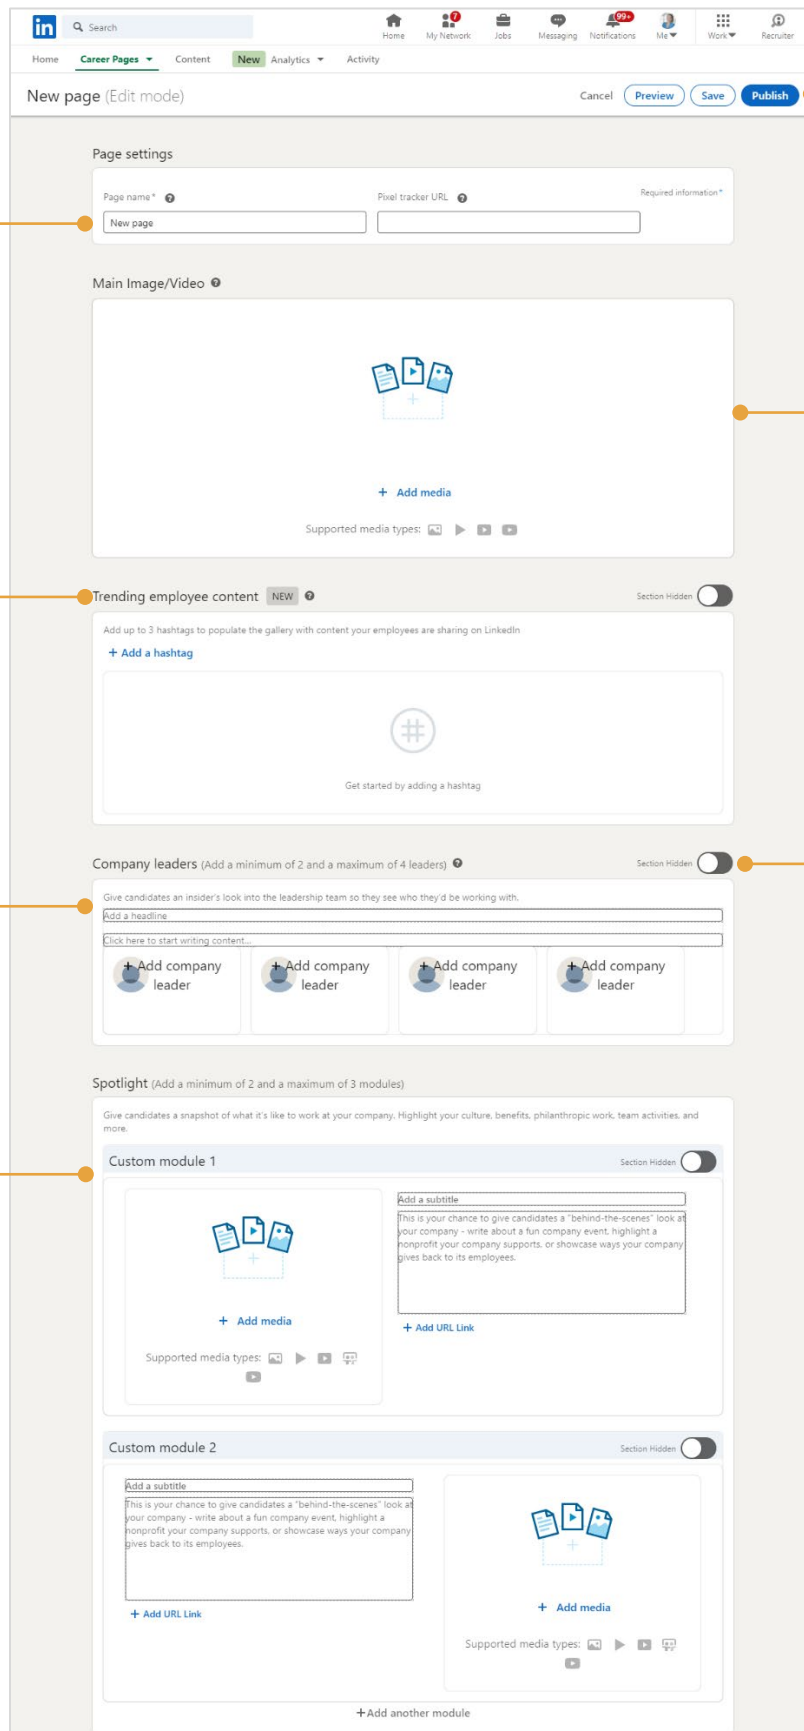 in Search
7 99+
Home My Network Jobs Messaging Notifications Me Work Recruiter
Home Career Pages Content New Analytics Activity
New page (Edit mode) Cancel Preview Save Publish
Page settings
Page name* Pixel tracker URL Required information*
New page
Main Image/Video
+ Add media
Supported media types:
Trending employee content NEW Section Hidden
Add up to 3 hashtags to populate the gallery with content your employees are sharing on LinkedIn
+ Add a hashtag
#
Get started by adding a hashtag
Company leaders (Add a minimum of 2 and a maximum of 4 leaders) Section Hidden
Give candidates an insider's look into the leadership team so they see who they'd be working with.
Add a headline
Click here to start writing content...
+ Add company leader
+ Add company leader
+ Add company leader
+ Add company leader
Spotlight (Add a minimum of 2 and a maximum of 3 modules)
Give candidates a snapshot of what it's like to work at your company. Highlight your culture, benefits, philanthropic work, team activities, and
more.
Custom module 1 Section Hidden
Add a subtitle
This is your chance to give candidates a "behind-the-scenes" look at
your company - write about a fun company event, highlight a
nonprofit your company supports, or showcase ways your company
gives back to its employees.
+ Add media
+ Add URL Link
Supported media types:
Custom module 2 Section Hidden
Add a subtitle
This is your chance to give candidates a "behind-the-scenes" look at
your company - write about a fun company event, highlight a
nonprofit your company supports, or showcase ways your company
gives back to its employees.
+ Add URL Link
+ Add media
Supported media types:
+Add another module